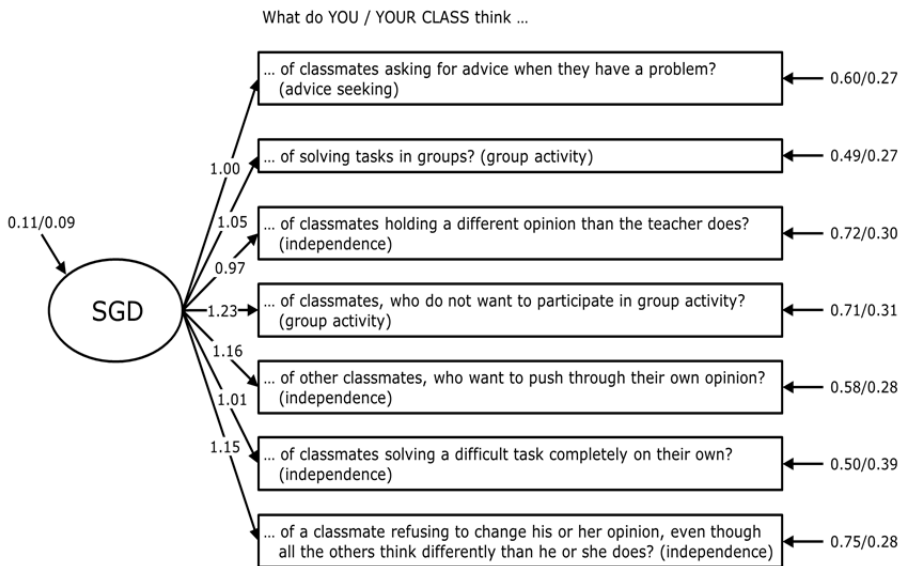 What do YOU / YOUR CLASS think ...
... of classmates asking for advice when they have a problem?
(advice seeking)
0.60/0.27
... of solving tasks in groups? (group activity)
0.49/0.27
1.00
0.11/0.09
1.05
... of classmates holding a different opinion than the teacher does?
(independence)
0.72/0.30
0.97
SGD
1.23
... of classmates, who do not want to participate in group activity?
(group activity)
0.71/0.31
1.16
... of other classmates, who want to push through their own opinion?
(independence)
0.58/0.28
1.01
1.15
... of classmates solving a difficult task completely on their own?
(independence)
0.50/0.39
... of a classmate refusing to change his or her opinion, even though
all the others think differently than he or she does? (independence)
0.75/0.28